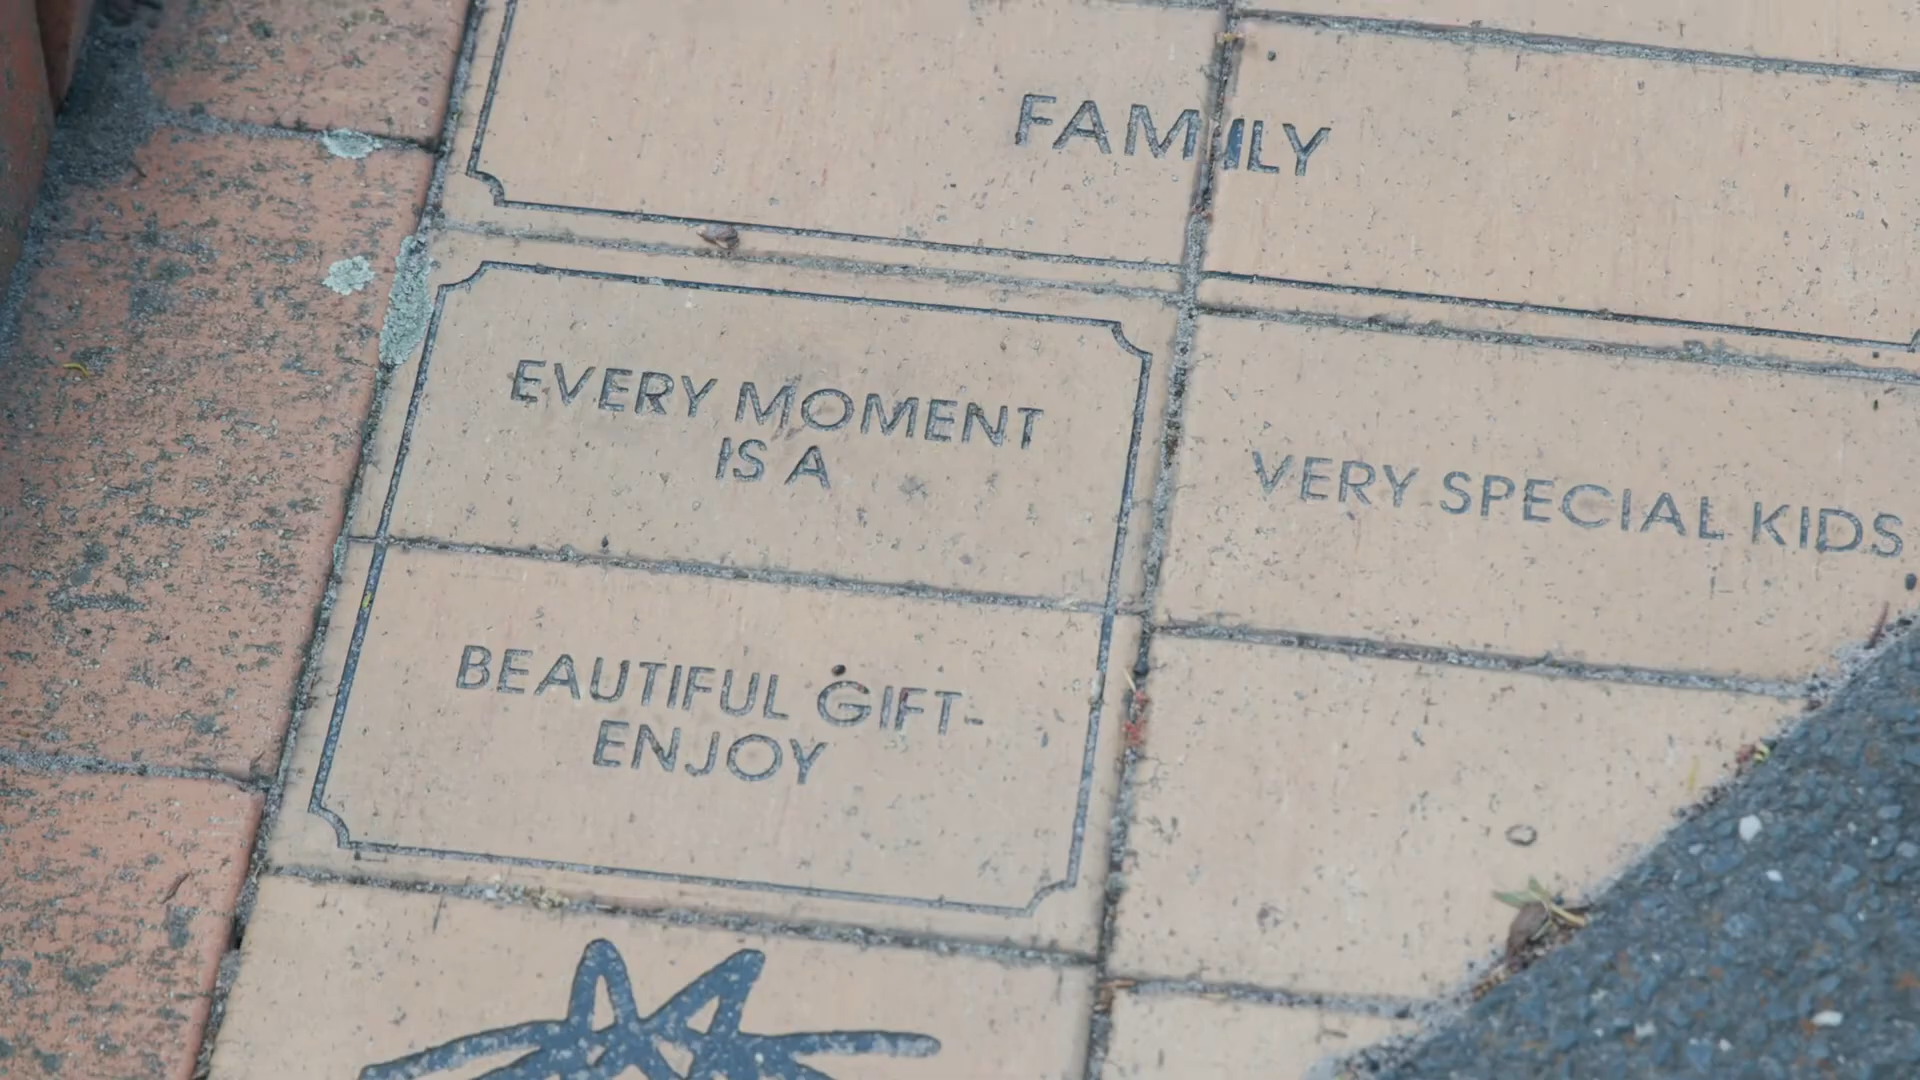 FAMILY
EVERY MOMENT
IS A
BEAUTIFUL GIFT-
ENJOY
VERY SPECIAL KIDS